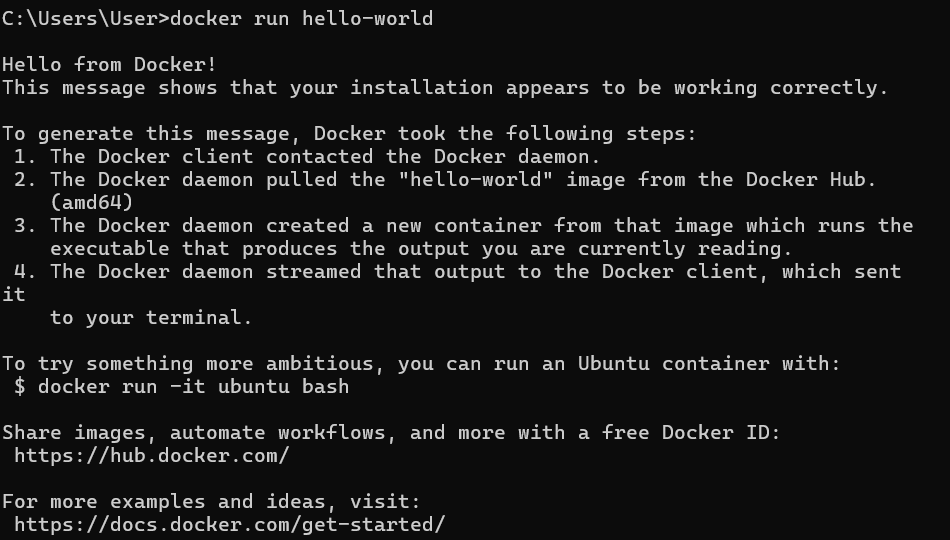 C:\Users\User>docker run hello-world
Hello from Docker!
This message shows that your installation appears to be working correctly.
To generate this message, Docker took the following steps:
1. The Docker client contacted the Docker daemon.
2. The Docker daemon pulled the "hello-world" image from the Docker Hub.
(amd64)
3. The Docker daemon created a new container from that image which runs the
executable that produces the output you are currently reading.
4. The Docker daemon streamed that output to the Docker client, which sent
it
to your terminal.
To try something more ambitious, you can run an Ubuntu container with:
$ docker run -it ubuntu bash
Share images, automate workflows, and more with a free Docker ID:
https://hub.docker.com/
For more examples and ideas, visit:
https://docs.docker.com/get-started/